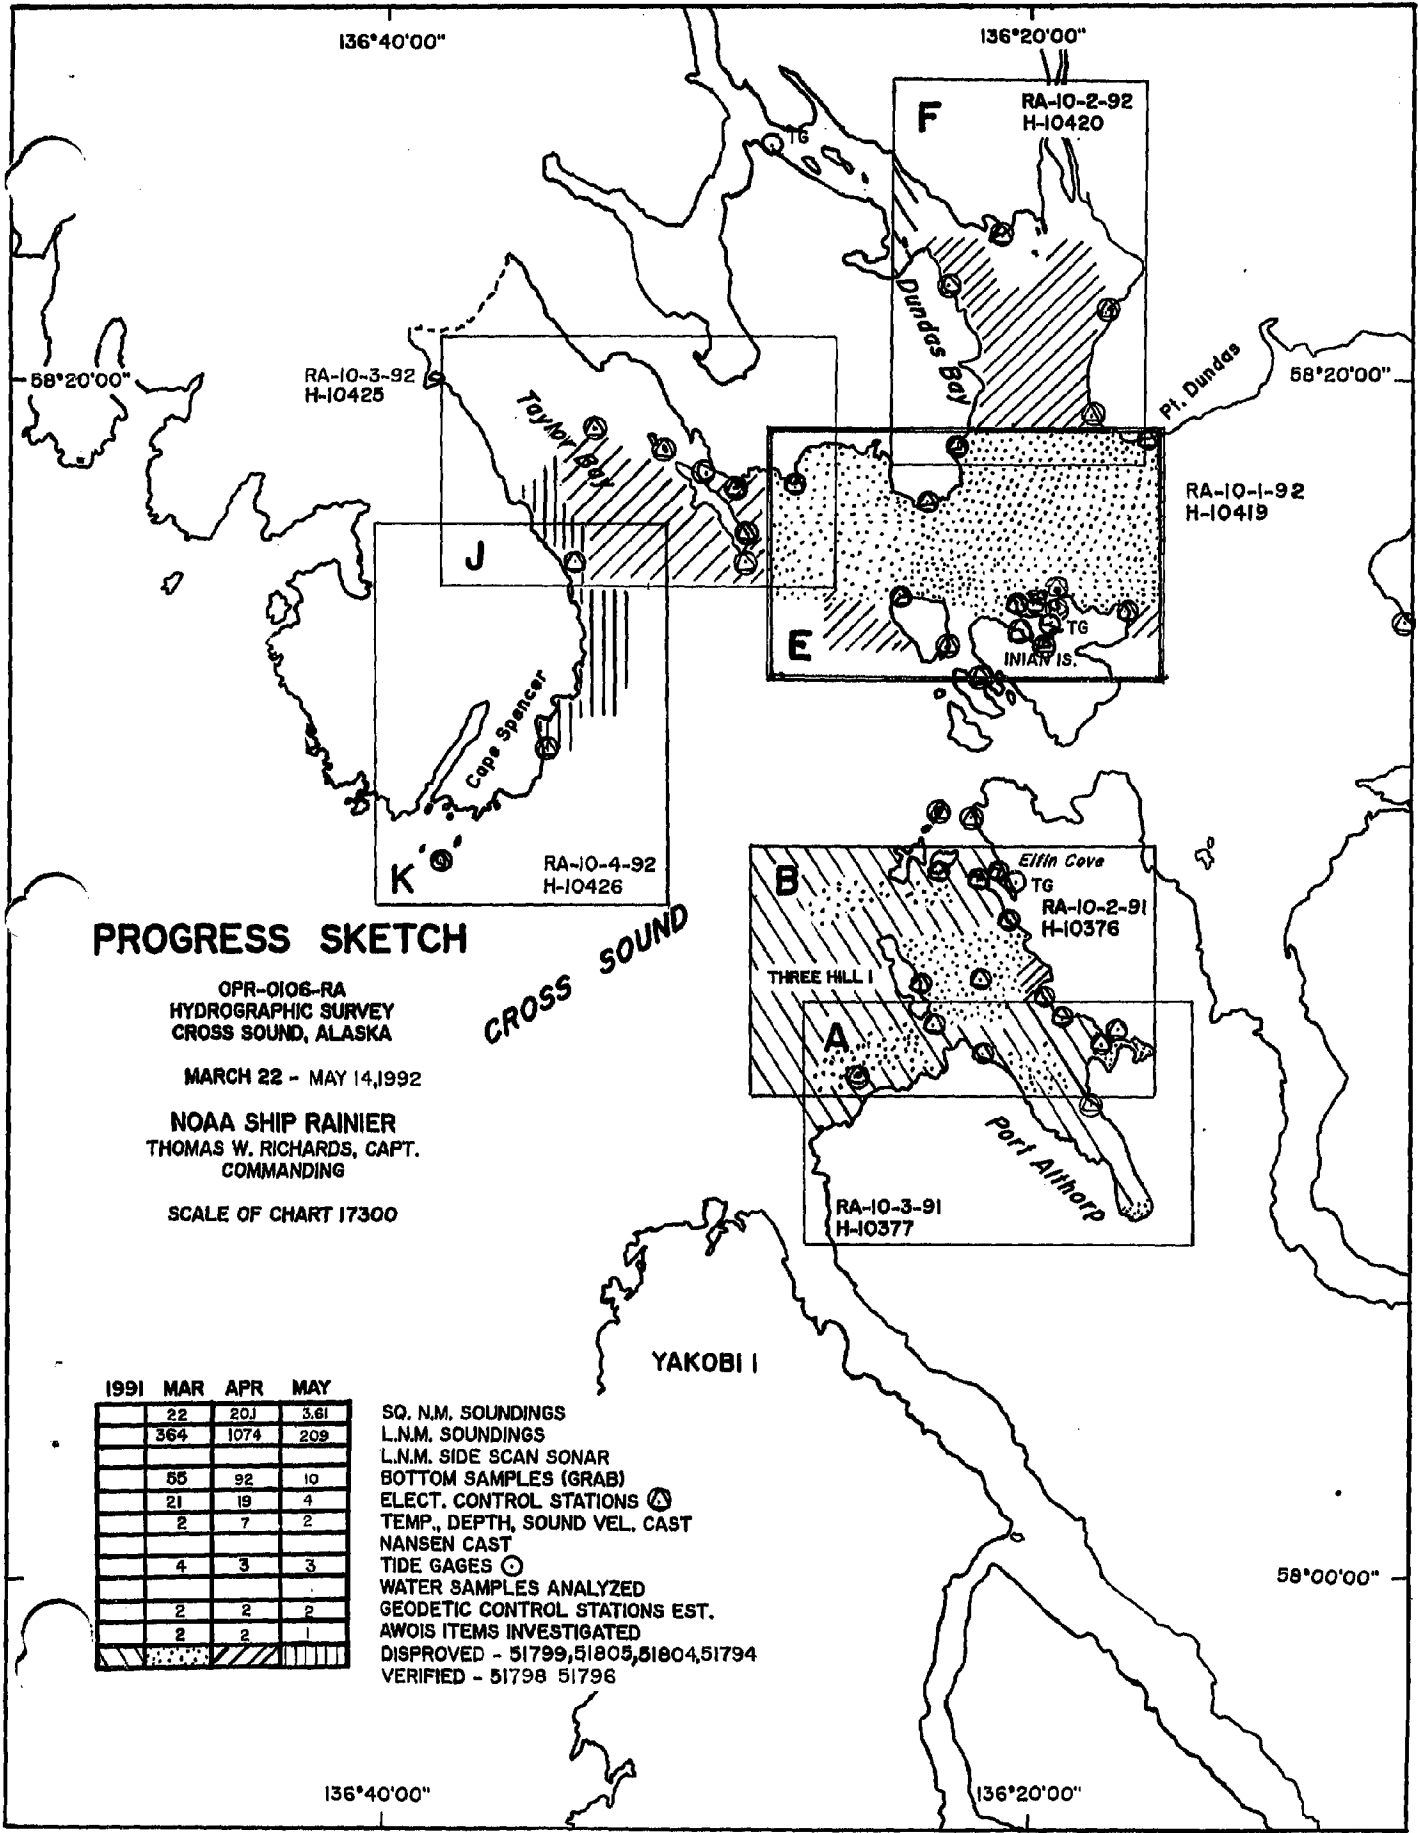 136°40'00" 136°20'00"
F
RA-10-2-92
H-10420
TG
Dundas Bay
58°20'00"
RA-10-3-92
H-10425
Taylor Bay
Pt. Dundas
58°20'00"
RA-10-1-92
H-10419
J
E
TG
INIAN IS.
Cape Spencer
K
RA-10-4-92
H-10426
B
Elfin Cove
TG
RA-10-2-91
H-10376
CROSS SOUND
THREE HILL I
A
Port Althorp
RA-10-3-91
H-10377
PROGRESS SKETCH
OPR-O106-RA
HYDROGRAPHIC SURVEY
CROSS SOUND, ALASKA
MARCH 22 - MAY 14,1992
NOAA SHIP RAINIER
THOMAS W. RICHARDS, CAPT.
COMMANDING
SCALE OF CHART 17300
YAKOBI I
1991 MAR APR MAY
22 20.1 3.61 SQ. N.M. SOUNDINGS
364 1074 209 L.N.M. SOUNDINGS
L.N.M. SIDE SCAN SONAR
55 92 10 BOTTOM SAMPLES (GRAB)
21 19 4 ELECT. CONTROL STATIONS
2 7 2 TEMP., DEPTH, SOUND VEL. CAST
NANSEN CAST
4 3 3 TIDE GAGES
WATER SAMPLES ANALYZED
2 2 2 GEODETIC CONTROL STATIONS EST.
2 2 1 AWOIS ITEMS INVESTIGATED
DISPROVED - 51799,51805,51804,51794
VERIFIED - 51798 51796
58°00'00"
136°40'00" 136°20'00"